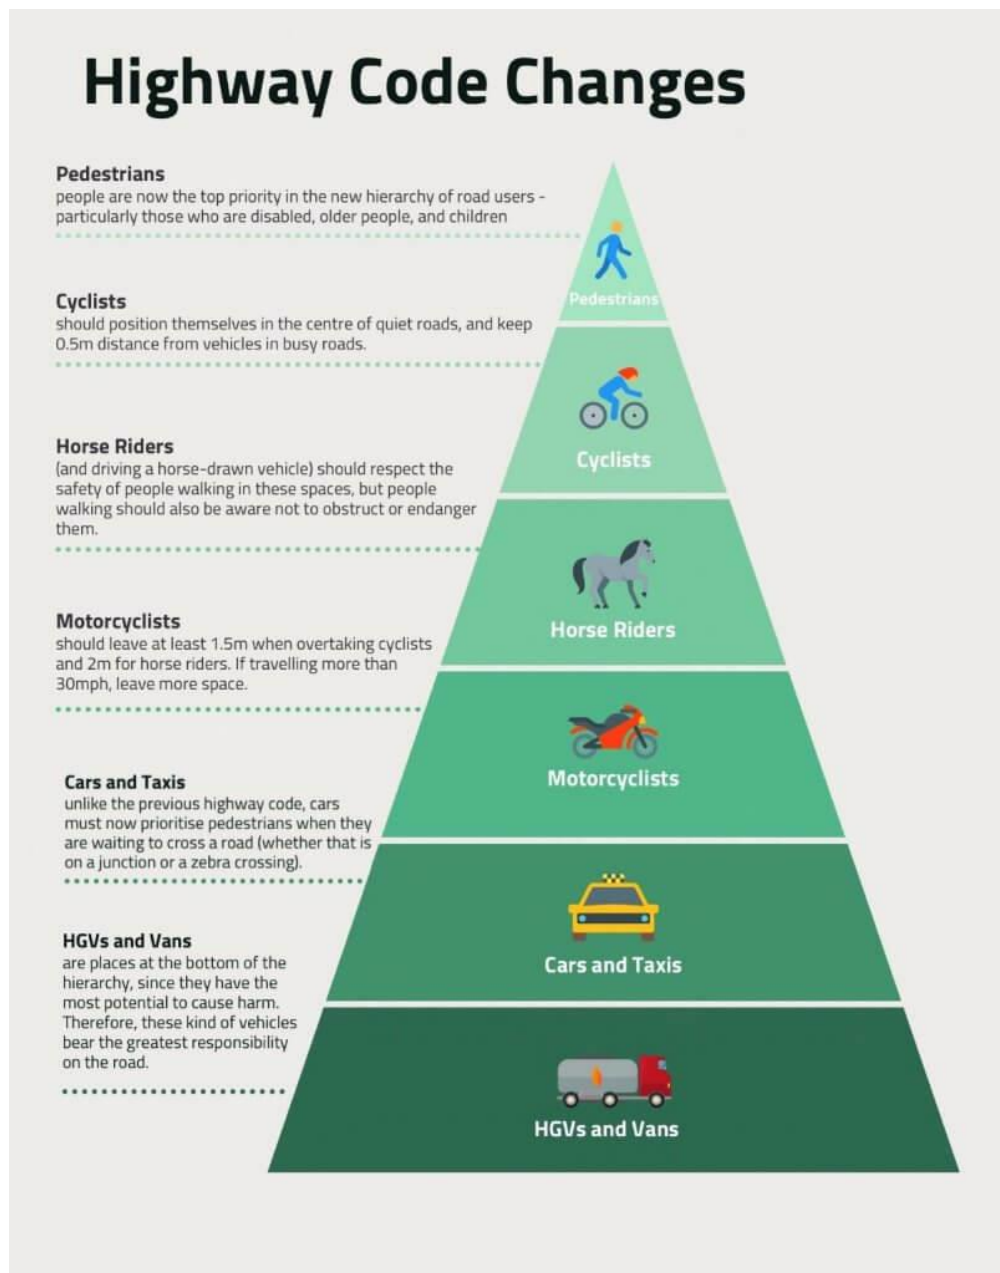 Highway Code Changes
Pedestrians
people are now the top priority in the new hierarchy of road users -
particularly those who are disabled, older people, and children
Pedestrians
Cyclists
should position themselves in the centre of quiet roads, and keep
0.5m distance from vehicles in busy roads.
Cyclists
Horse Riders
(and driving a horse-drawn vehicle) should respect the
safety of people walking in these spaces, but people
walking should also be aware not to obstruct or endanger
them.
Horse Riders
Motorcyclists
should leave at least 1.5m when overtaking cyclists
and 2m for horse riders. If travelling more than
30mph, leave more space.
Motorcyclists
Cars and Taxis
unlike the previous highway code, cars
must now prioritise pedestrians when they
are waiting to cross a road (whether that is
on a junction or a zebra crossing).
Cars and Taxis
HGVs and Vans
are places at the bottom of the
hierarchy, since they have the
most potential to cause harm.
Therefore, these kind of vehicles
bear the greatest responsibility
on the road.
HGVs and Vans